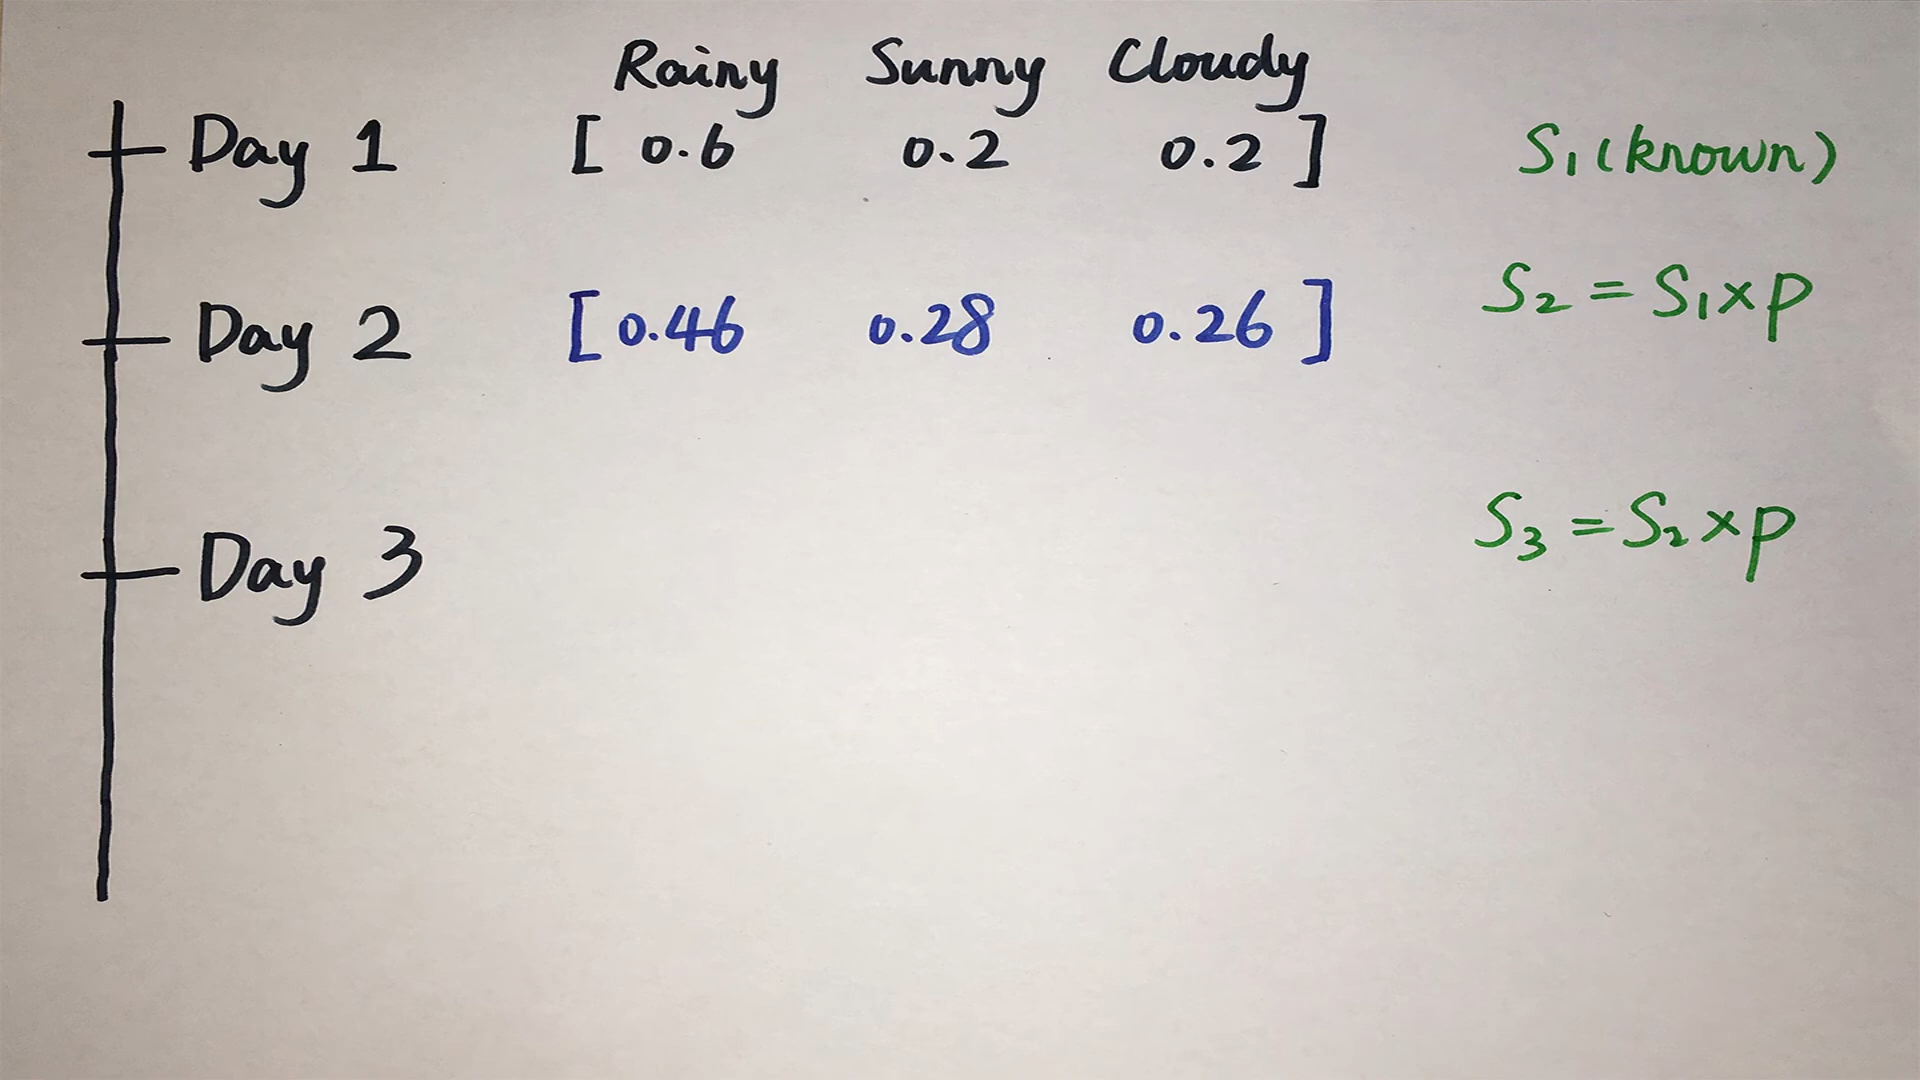 Rainy Sunny Cloudy
Day 1 [ 0.6 0.2 0.2 ] S₁ (known)
Day 2 [ 0.46 0.28 0.26 ] S₂ = S₁ × P
Day 3 S₃ = S₂ × P